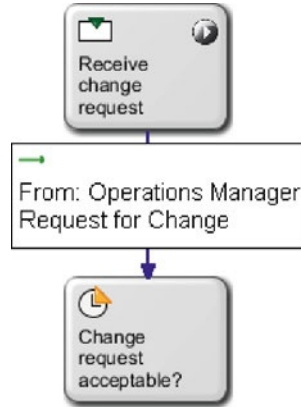 Receive
change
request
From: Operations Manager
Request for Change
Change
request
acceptable?